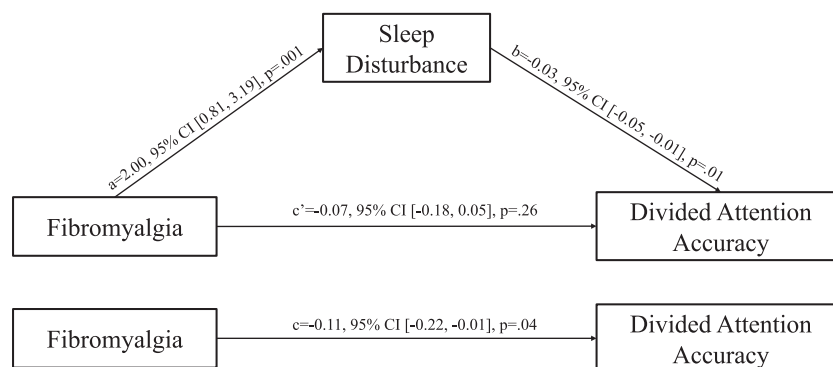 Sleep
Disturbance
a=2.00, 95% CI [0.81, 3.19], p=.001
b=-0.03, 95% CI [-0.05, -0.01], p=.01
Fibromyalgia
c’=-0.07, 95% CI [-0.18, 0.05], p=.26
Divided Attention
Accuracy
Fibromyalgia
c=-0.11, 95% CI [-0.22, -0.01], p=.04
Divided Attention
Accuracy